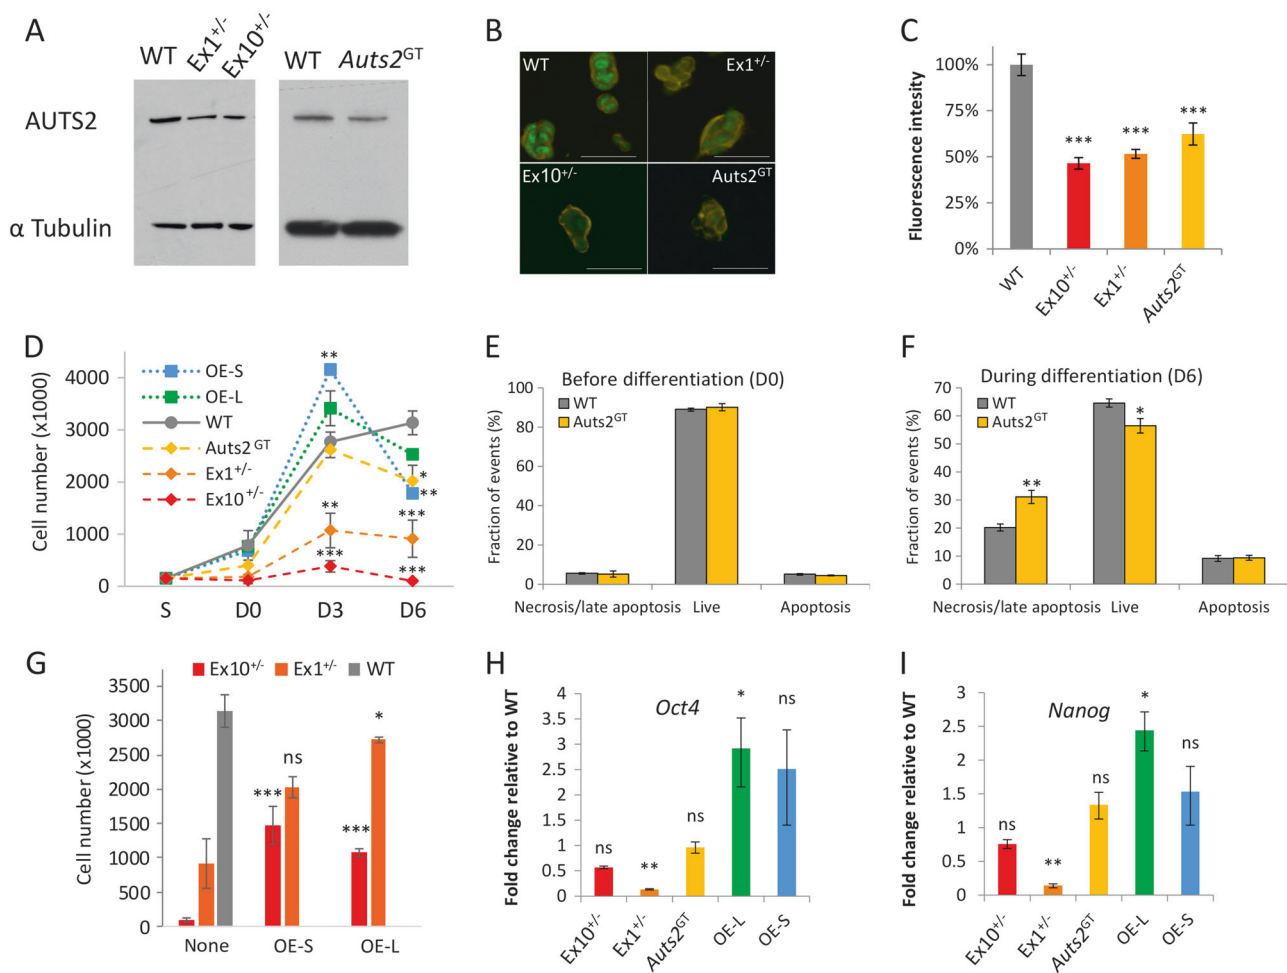 A
WT Ex1+/- Ex10+/- WT Auts2GT
AUTS2
α Tubulin
B
WT Ex1+/-
Ex10+/- Auts2GT
C
Fluorescence intesity
100%
75%
50%
25%
0%
*** *** ***
WT Ex10+/- Ex1+/- Auts2GT
D
Cell number (x1000)
4000
3000
2000
1000
0
OE-S
OE-L
WT
Auts2 GT
Ex1+/-
Ex10 +/-
**
**
***
*
**
***
***
S D0 D3 D6
E
Before differentiation (D0)
WT
Auts2GT
Fraction of events (%)
100
80
60
40
20
0
Necrosis/late apoptosis Live Apoptosis
F
During differentiation (D6)
WT
Auts2GT
Fraction of events (%)
70
60
50
40
30
20
10
0
** *
Necrosis/late apoptosis Live Apoptosis
G
Ex10+/- Ex1+/- WT
Cell number (x1000)
3500
3000
2500
2000
1500
1000
500
0
*** ns *** *
None OE-S OE-L
H
Oct4
Fold change relative to WT
4
3.5
3
2.5
2
1.5
1
0.5
0
ns ** ns * ns
Ex10+/- Ex1+/- Auts2GT OE-L OE-S
I
Nanog
Fold change relative to WT
3
2.5
2
1.5
1
0.5
0
ns ** ns * ns
Ex10+/- Ex1+/- Auts2GT OE-L OE-S